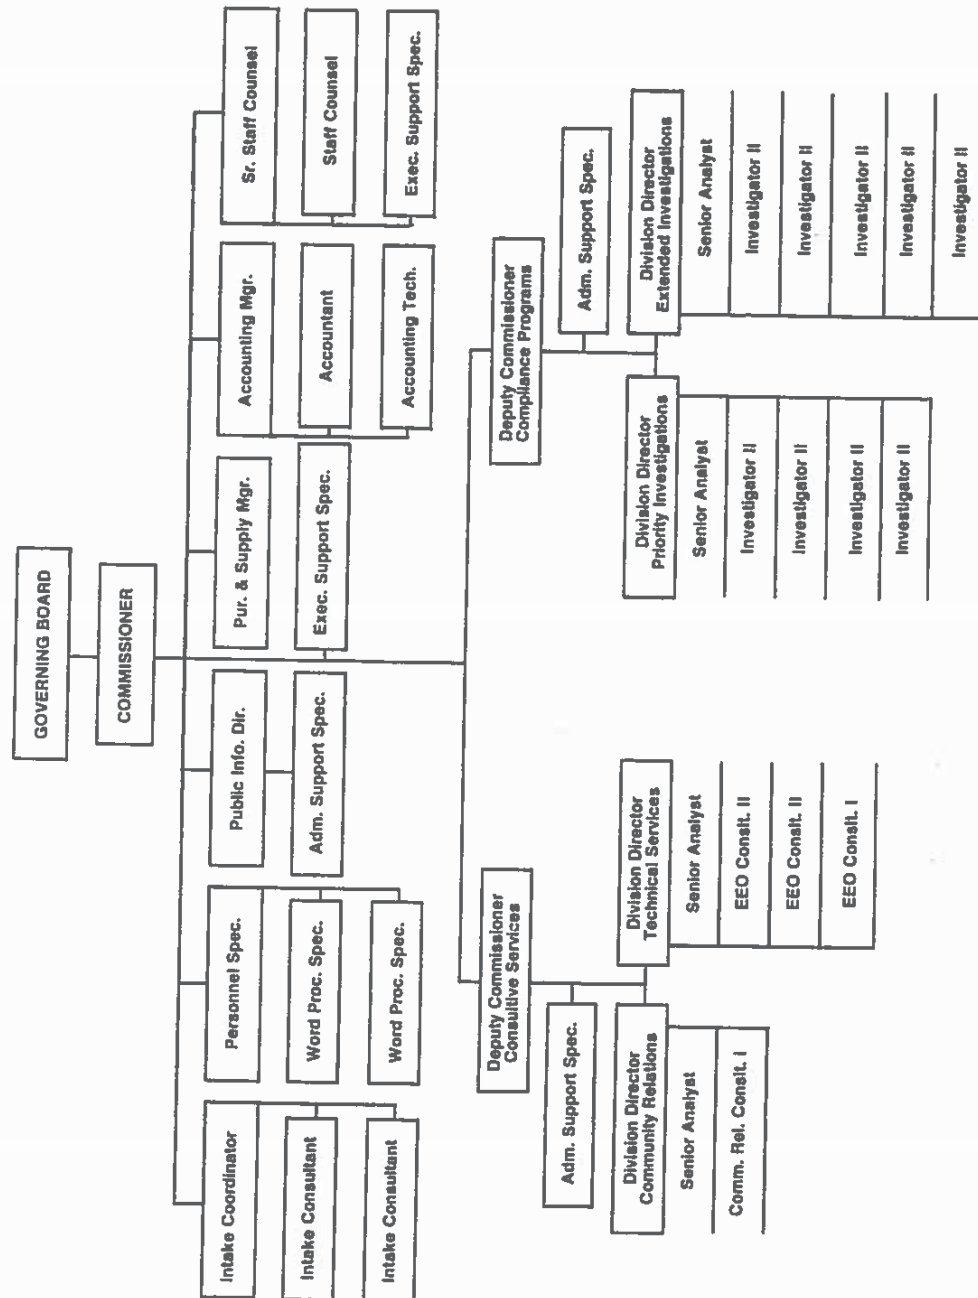 GOVERNING BOARD
COMMISSIONER
Intake Coordinator
Intake Consultant
Intake Consultant
Personnel Spec.
Word Proc. Spec.
Word Proc. Spec.
Public Info. Dir.
Adm. Support Spec.
Pur. & Supply Mgr.
Exec. Support Spec.
Accounting Mgr.
Accountant
Accounting Tech.
Sr. Staff Counsel
Staff Counsel
Exec. Support Spec.
Deputy Commissioner
Consultive Services
Adm. Support Spec.
Division Director
Community Relations
Senior Analyst
Comm. Rel. Conslt. I
Division Director
Technical Services
Senior Analyst
EEO Conslt. II
EEO Conslt. II
EEO Conslt. I
Deputy Commissioner
Compliance Programs
Adm. Support Spec.
Division Director
Priority Investigations
Senior Analyst
Investigator II
Investigator II
Investigator II
Investigator II
Division Director
Extended Investigations
Senior Analyst
Investigator II
Investigator II
Investigator II
Investigator II
Investigator II